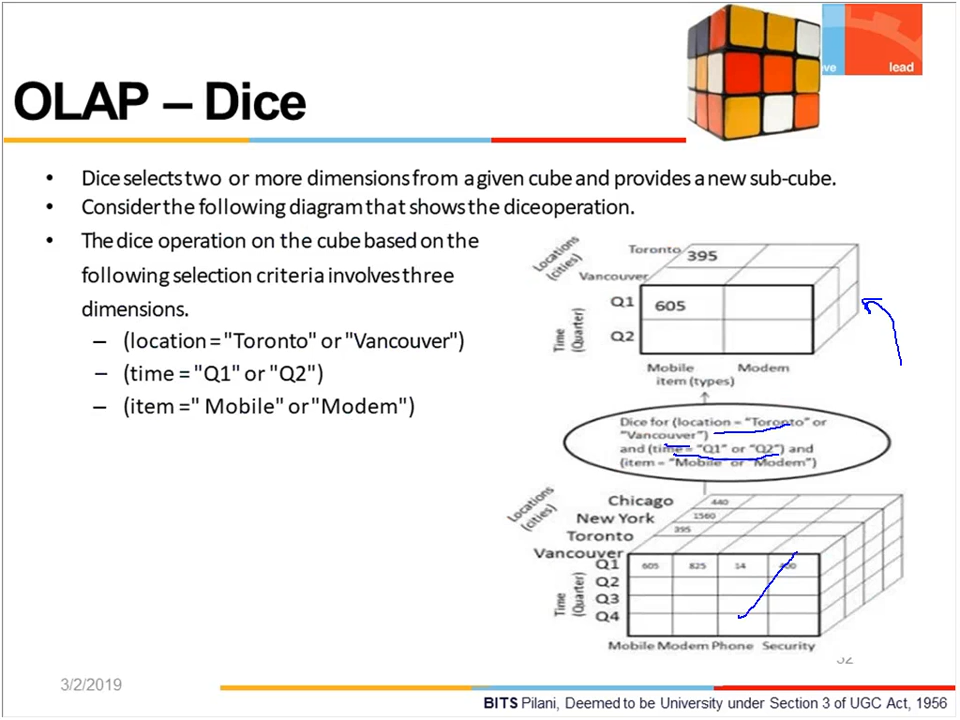 ve
lead
OLAP – Dice
• Dice selects two or more dimensions from a given cube and provides a new sub-cube.
• Consider the following diagram that shows the dice operation.
• The dice operation on the cube based on the
following selection criteria involves three
dimensions.
– (location = "Toronto" or "Vancouver")
– (time = "Q1" or "Q2")
– (item =" Mobile" or "Modem")
Locations
(cities)
Toronto
395
Vancouver
Q1
605
Q2
Time
(Quarter)
Mobile Modem
item (types)
Dice for (location = "Toronto" or
"Vancouver")
and (time = "Q1" or "Q2") and
(item = "Mobile" or "Modem")
Locations
(cities)
Chicago 440
New York 1560
Toronto 395
Vancouver
Q1 605 825 14 400
Q2
Q3
Q4
Time
(Quarter)
Mobile Modem Phone Security
3/2/2019
BITS Pilani, Deemed to be University under Section 3 of UGC Act, 1956